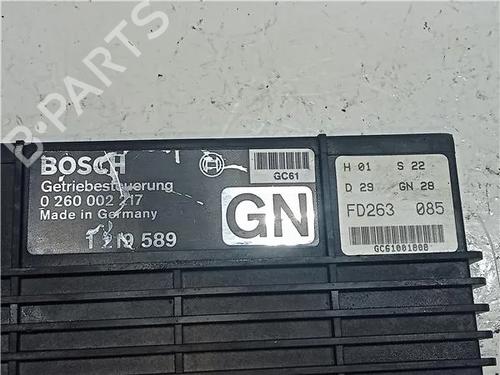 B-PARTS
BOSCH
Getriebesteuerung
0 260 002 217
Made in Germany
589
GC61
GN
H 01 S 22
D 29 GN 28
FD263 085
GC61001808